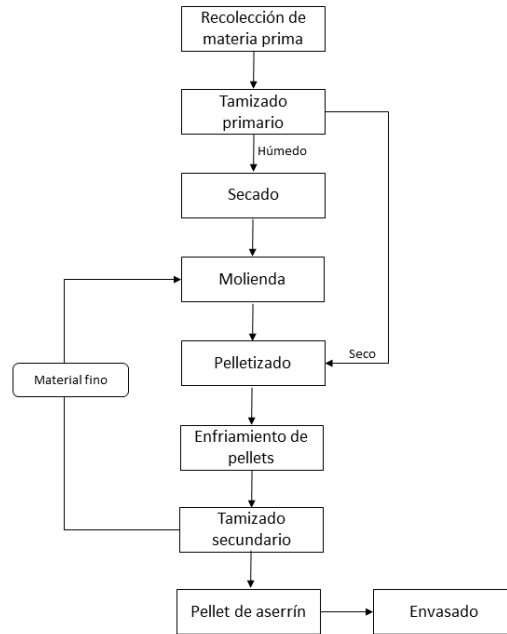 Recolección de
materia prima
Tamizado
primario
Húmedo
Secado
Molienda
Pelletizado
Seco
Material fino
Enfriamiento de
pellets
Tamizado
secundario
Pellet de aserrín
Envasado